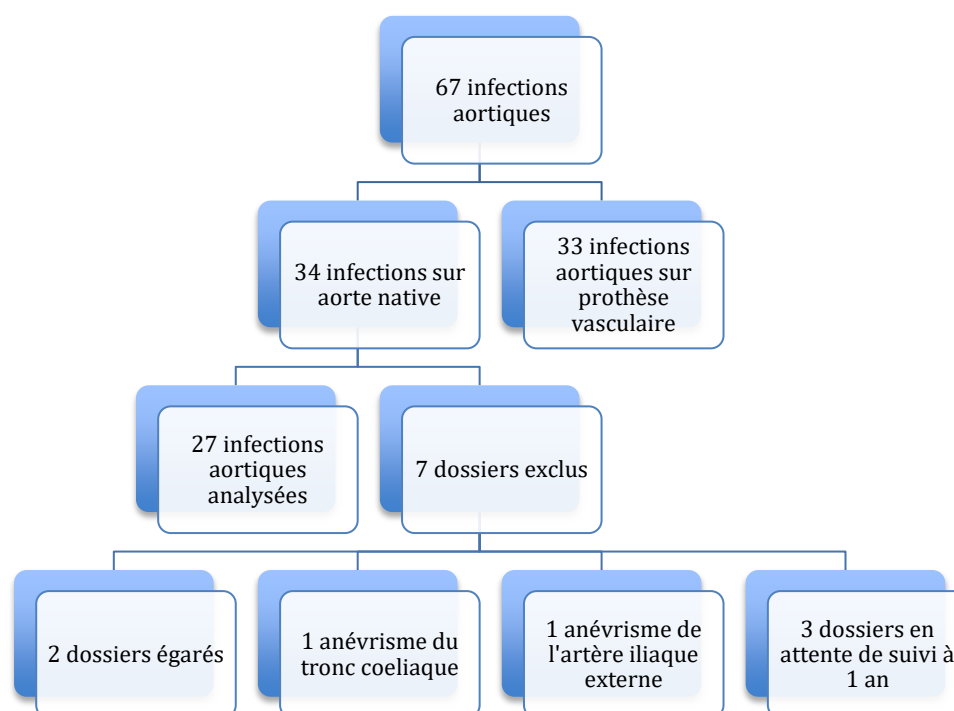 67 infections
aortiques
34 infections sur
aorte native
33 infections
aortiques sur
prothèse
vasculaire
27 infections
aortiques
analysées
7 dossiers exclus
2 dossiers égarés
1 anévrisme du
tronc coeliaque
1 anévrisme de
l'artère iliaque
externe
3 dossiers en
attente de suivi à
1 an